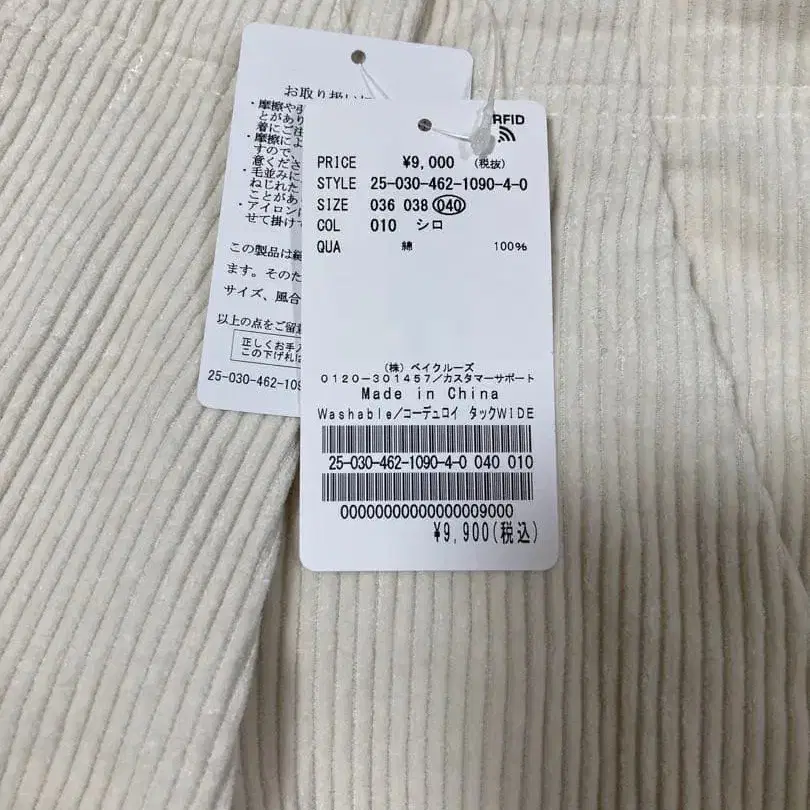 お取り扱い
・摩擦や
とがあり
着にご注
・摩擦によ
すので、
意くださ
・毛並みに
ねじれた
ことがあ
・アイロン
せて掛けて
この製品は
ます。そのた
サイズ、風合
以上の点をご留意
正しくお手入
この下げ札は
25-030-462-1090
RFID
PRICE ¥9,000 (税抜)
STYLE 25-030-462-1090-4-0
SIZE 036 038 040
COL 010 シロ
QUA 綿 100%
(株) ベイクルーズ
0120-301457/カスタマーサポート
Made in China
Washable/コーデュロイ タックWIDE
25-030-462-1090-4-0 040 010
00000000000000009000
¥9,900(税込)